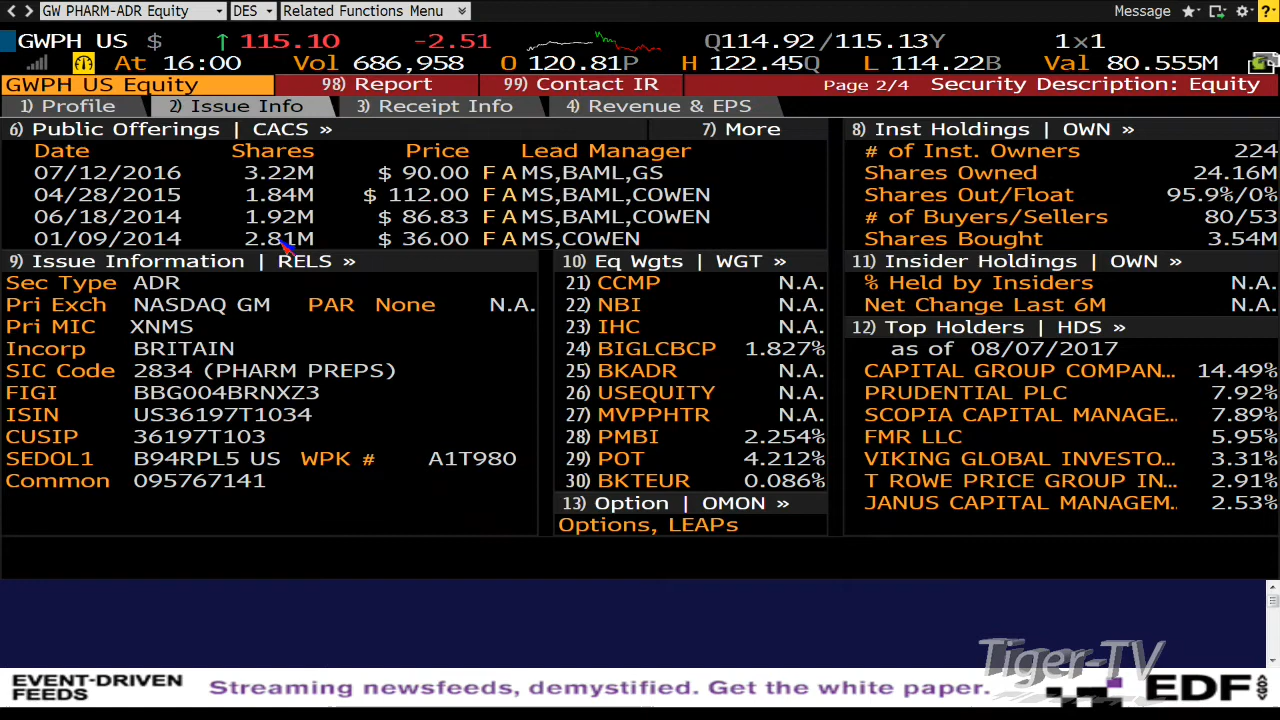 GW PHARM-ADR Equity DES Related Functions Menu Message
GWPH US $ ↑ 115.10 -2.51 Q114.92/115.13Y 1×1
At 16:00 Vol 686,958 O 120.81P H 122.45Q L 114.22B Val 80.555M
GWPH US Equity 98) Report 99) Contact IR Page 2/4 Security Description: Equity
1) Profile 2) Issue Info 3) Receipt Info 4) Revenue & EPS
6) Public Offerings | CACS » 7) More
Date Shares Price Lead Manager
07/12/2016 3.22M $ 90.00 F A MS,BAML,GS
04/28/2015 1.84M $ 112.00 F A MS,BAML,COWEN
06/18/2014 1.92M $ 86.83 F A MS,BAML,COWEN
01/09/2014 2.81M $ 36.00 F A MS,COWEN
8) Inst Holdings | OWN »
# of Inst. Owners 224
Shares Owned 24.16M
Shares Out/Float 95.9%/0%
# of Buyers/Sellers 80/53
Shares Bought 3.54M
9) Issue Information | RELS »
Sec Type ADR
Pri Exch NASDAQ GM PAR None N.A.
Pri MIC XNMS
Incorp BRITAIN
SIC Code 2834 (PHARM PREPS)
FIGI BBG004BRNXZ3
ISIN US36197T1034
CUSIP 36197T103
SEDOL1 B94RPL5 US WPK # A1T980
Common 095767141
10) Eq Wgts | WGT »
21) CCMP N.A.
22) NBI N.A.
23) IHC N.A.
24) BIGLCBCP 1.827%
25) BKADR N.A.
26) USEQUITY N.A.
27) MVPPHTR N.A.
28) PMBI 2.254%
29) POT 4.212%
30) BKTEUR 0.086%
13) Option | OMON »
Options, LEAPs
11) Insider Holdings | OWN »
% Held by Insiders N.A.
Net Change Last 6M N.A.
12) Top Holders | HDS »
as of 08/07/2017
CAPITAL GROUP COMPAN... 14.49%
PRUDENTIAL PLC 7.92%
SCOPIA CAPITAL MANAGE... 7.89%
FMR LLC 5.95%
VIKING GLOBAL INVESTO... 3.31%
T ROWE PRICE GROUP IN... 2.91%
JANUS CAPITAL MANAGEM... 2.53%
Tiger-TV
EVENT-DRIVEN
FEEDS
Streaming newsfeeds, demystified. Get the white paper.
EDF